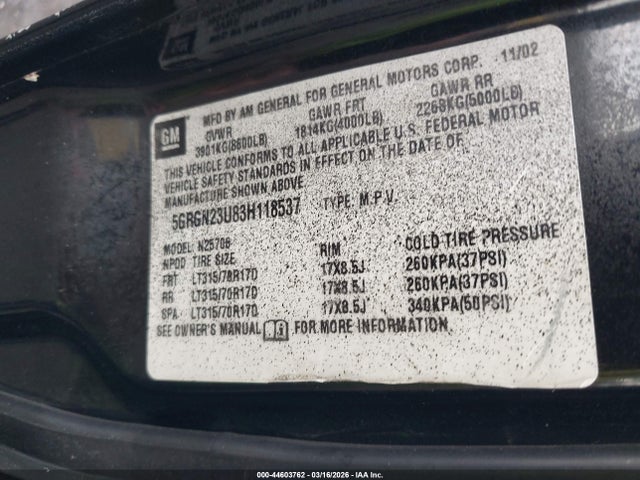 MFD BY AM GENERAL FOR GENERAL MOTORS CORP. 11/02
GM
GVWR GAWR FRT GAWR RR
3901KG(8600LB) 1814KG(4000LB) 2268KG(5000LB)
THIS VEHICLE CONFORMS TO ALL APPLICABLE U.S. FEDERAL MOTOR
VEHICLE SAFETY STANDARDS IN EFFECT ON THE DATE OF
MANUFACTURE SHOWN ABOVE.
5GRGN23U83H118537 TYPE: M.P.V.
MODEL: N25706
NPOD TIRE SIZE RIM COLD TIRE PRESSURE
FRT LT315/70R17D 17X8.5J 260KPA(37PSI)
RR LT315/70R17D 17X8.5J 260KPA(37PSI)
SPA LT315/70R17D 17X8.5J 340KPA(50PSI)
SEE OWNER'S MANUAL FOR MORE INFORMATION.
000-44603762 - 03/16/2026 - IAA Inc.